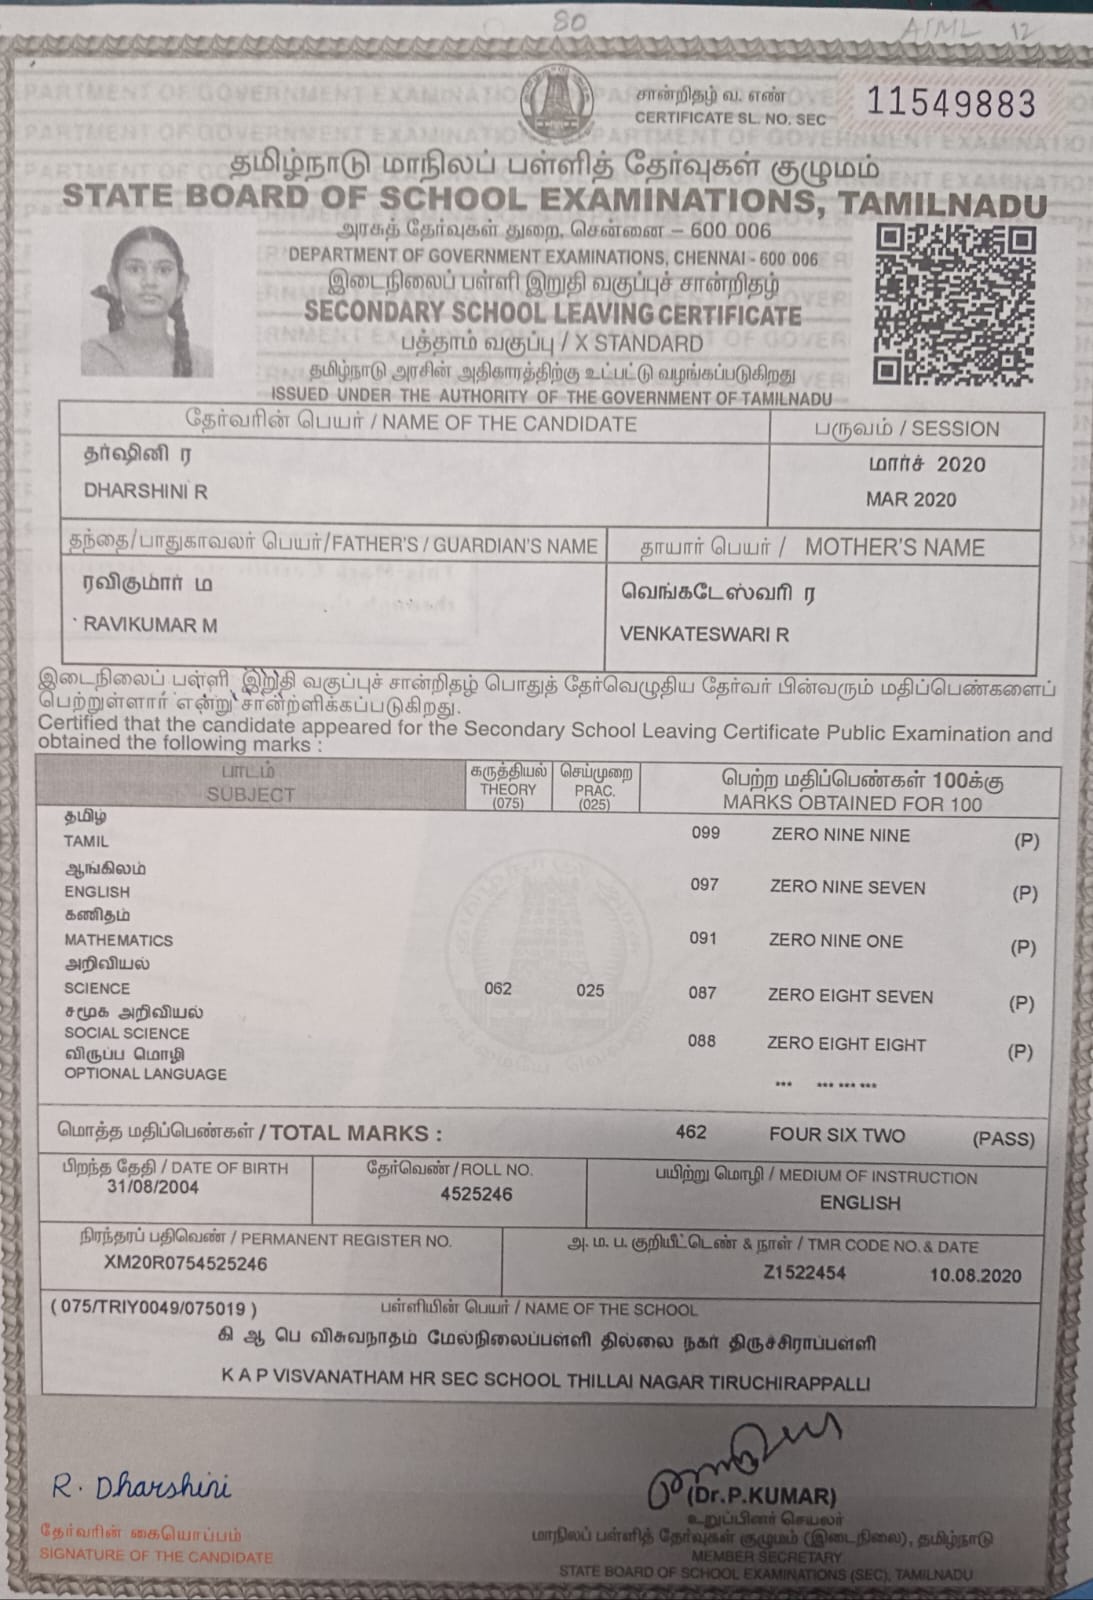 80
AIML 12
சான்றிதழ் வ. எண்
CERTIFICATE SL. NO. SEC
11549883
தமிழ்நாடு மாநிலப் பள்ளித் தேர்வுகள் குழுமம்
STATE BOARD OF SCHOOL EXAMINATIONS, TAMILNADU
அரசுத் தேர்வுகள் துறை, சென்னை – 600 006
DEPARTMENT OF GOVERNMENT EXAMINATIONS, CHENNAI - 600 006
இடைநிலைப் பள்ளி இறுதி வகுப்புச் சான்றிதழ்
SECONDARY SCHOOL LEAVING CERTIFICATE
பத்தாம் வகுப்பு / X STANDARD
தமிழ்நாடு அரசின் அதிகாரத்திற்கு உட்பட்டு வழங்கப்படுகிறது
ISSUED UNDER THE AUTHORITY OF THE GOVERNMENT OF TAMILNADU
தேர்வரின் பெயர் / NAME OF THE CANDIDATE
பருவம் / SESSION
தர்ஷினி ர
மார்ச் 2020
DHARSHINI R
MAR 2020
தந்தை/பாதுகாவலர் பெயர்/FATHER'S / GUARDIAN'S NAME
தாயார் பெயர் / MOTHER'S NAME
ரவிகுமார் ம
வெங்கடேஸ்வரி ர
RAVIKUMAR M
VENKATESWARI R
இடைநிலைப் பள்ளி இறுதி வகுப்புச் சான்றிதழ் பொதுத் தேர்வெழுதிய தேர்வர் பின்வரும் மதிப்பெண்களைப்
பெற்றுள்ளார் என்று சான்றளிக்கப்படுகிறது.
Certified that the candidate appeared for the Secondary School Leaving Certificate Public Examination and
obtained the following marks :
பாடம்
SUBJECT
கருத்தியல்
THEORY
(075)
செய்முறை
PRAC.
(025)
பெற்ற மதிப்பெண்கள் 100க்கு
MARKS OBTAINED FOR 100
தமிழ்
TAMIL 099 ZERO NINE NINE (P)
ஆங்கிலம்
ENGLISH 097 ZERO NINE SEVEN (P)
கணிதம்
MATHEMATICS 091 ZERO NINE ONE (P)
அறிவியல்
SCIENCE 062 025 087 ZERO EIGHT SEVEN (P)
சமூக அறிவியல்
SOCIAL SCIENCE 088 ZERO EIGHT EIGHT (P)
விருப்ப மொழி
OPTIONAL LANGUAGE *** *** *** ***
மொத்த மதிப்பெண்கள் / TOTAL MARKS : 462 FOUR SIX TWO (PASS)
பிறந்த தேதி / DATE OF BIRTH
31/08/2004
தேர்வெண் / ROLL NO.
4525246
பயிற்று மொழி / MEDIUM OF INSTRUCTION
ENGLISH
நிரந்தரப் பதிவெண் / PERMANENT REGISTER NO.
XM20R0754525246
அ. ம. ப. குறியீட்டெண் & நாள் / TMR CODE NO. & DATE
Z1522454 10.08.2020
( 075/TRIY0049/075019 ) பள்ளியின் பெயர் / NAME OF THE SCHOOL
கி ஆ பெ விசுவநாதம் மேல்நிலைப்பள்ளி தில்லை நகர் திருச்சிராப்பள்ளி
K A P VISVANATHAM HR SEC SCHOOL THILLAI NAGAR TIRUCHIRAPPALLI
R. Dharshini
தேர்வரின் கையொப்பம்
SIGNATURE OF THE CANDIDATE
(Dr.P.KUMAR)
உறுப்பினர் செயலர்
மாநிலப் பள்ளித் தேர்வுகள் குழுமம் (இடைநிலை), தமிழ்நாடு
MEMBER SECRETARY
STATE BOARD OF SCHOOL EXAMINATIONS (SEC), TAMILNADU